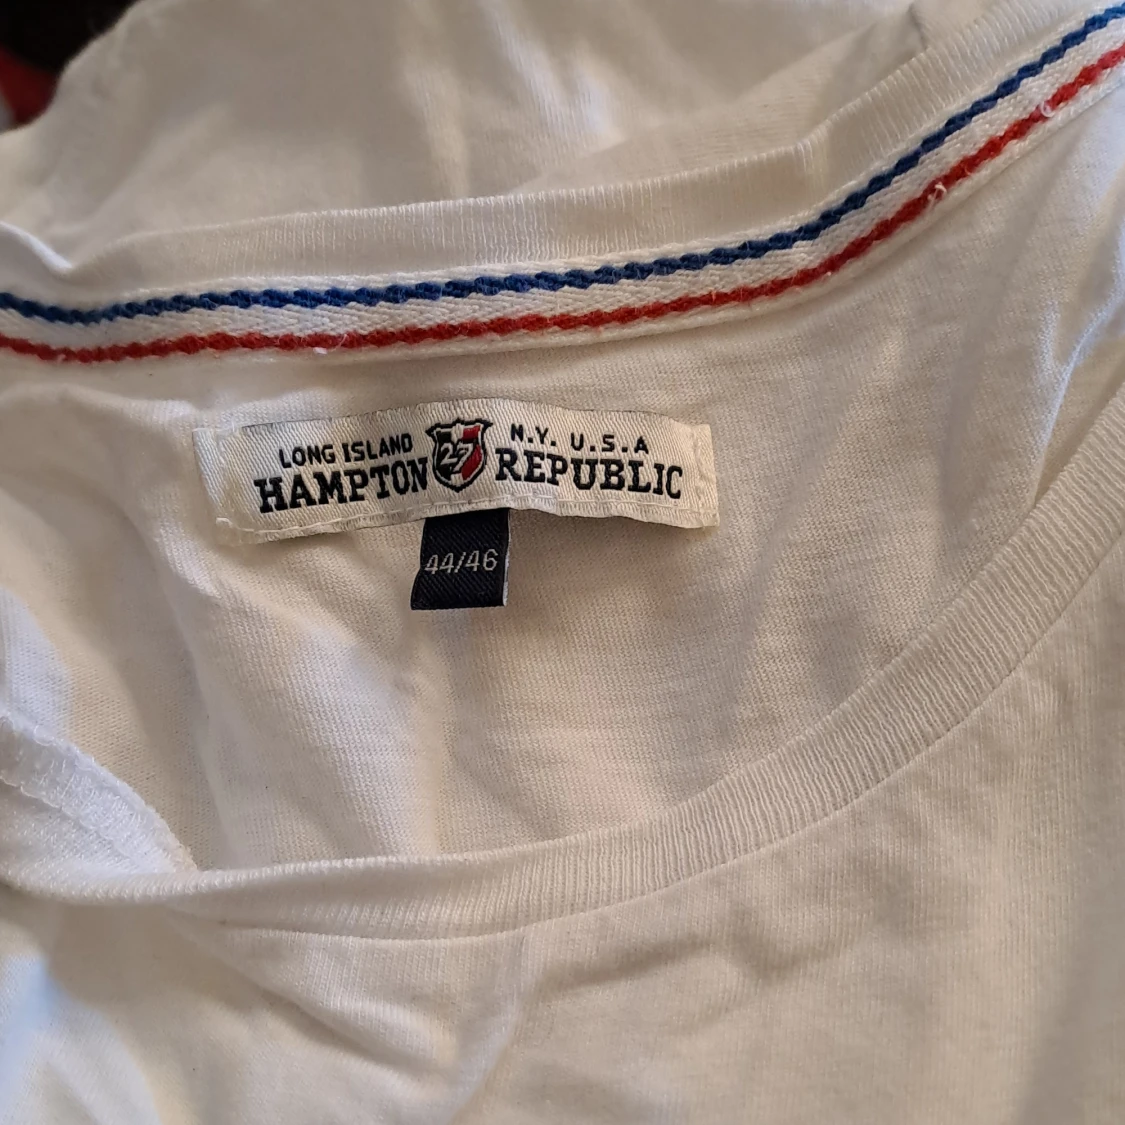 LONG ISLAND 27 N.Y. U.S.A
HAMPTON REPUBLIC
44/46